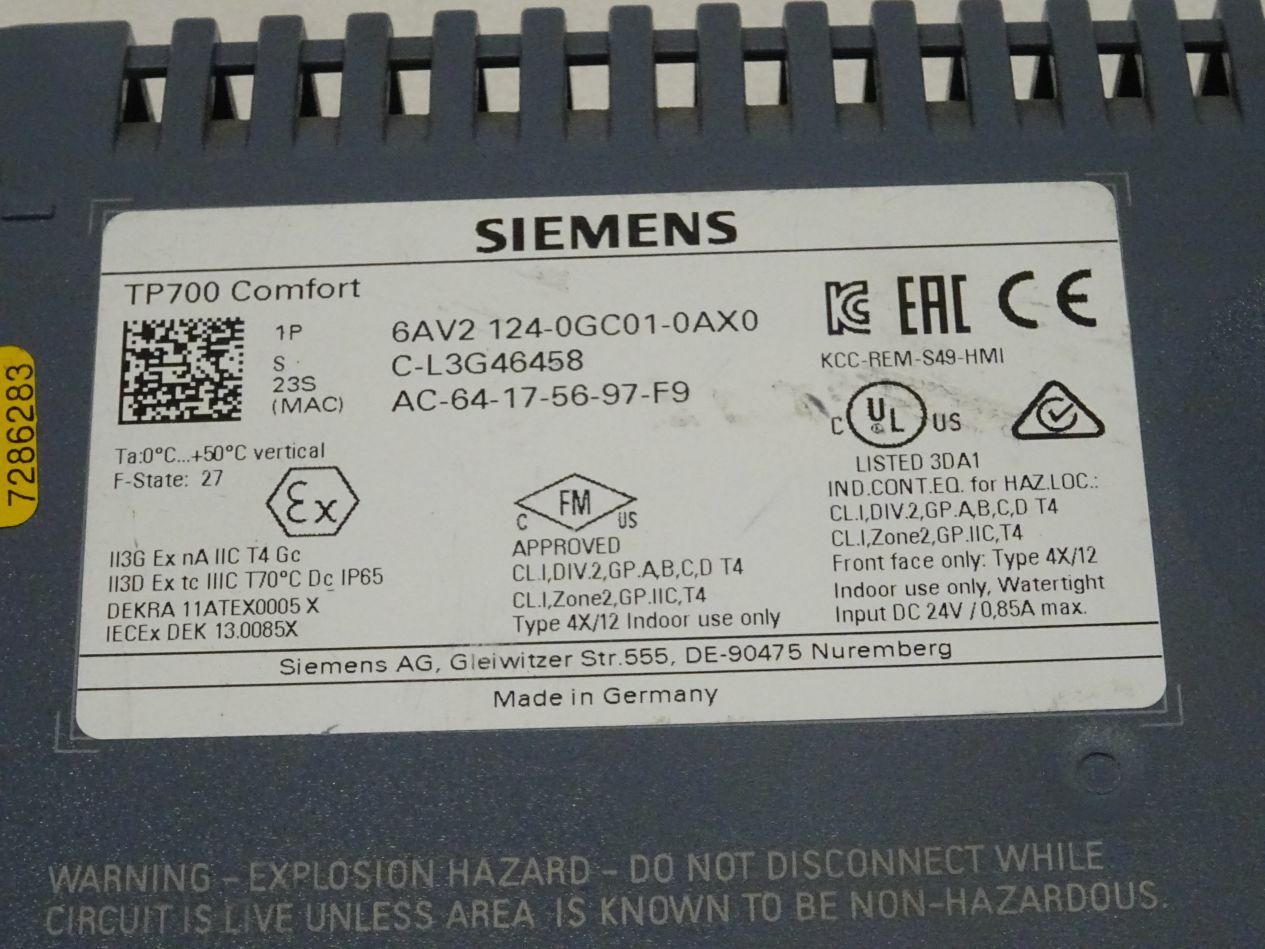 SIEMENS
TP700 Comfort
1P 6AV2 124-0GC01-0AX0
S C-L3G46458
23S
(MAC) AC-64-17-56-97-F9
KCC-REM-S49-HMI
EAC CE
C UL US
LISTED 3DA1
IND.CONT.EQ. for HAZ.LOC.:
CL.I,DIV.2,GP.A,B,C,D T4
CL.I,Zone2,GP.IIC,T4
Front face only: Type 4X/12
Indoor use only, Watertight
Input DC 24V / 0,85A max.
Ta:0°C...+50°C vertical
F-State: 27
Ex
II3G Ex nA IIC T4 Gc
II3D Ex tc IIIC T70°C Dc IP65
DEKRA 11ATEX0005 X
IECEx DEK 13.0085X
FM
C US
APPROVED
CL.I,DIV.2,GP.A,B,C,D T4
CL.I,Zone2,GP.IIC,T4
Type 4X/12 Indoor use only
Siemens AG, Gleiwitzer Str.555, DE-90475 Nuremberg
Made in Germany
7286283
WARNING - EXPLOSION HAZARD - DO NOT DISCONNECT WHILE
CIRCUIT IS LIVE UNLESS AREA IS KNOWN TO BE NON-HAZARDOUS.